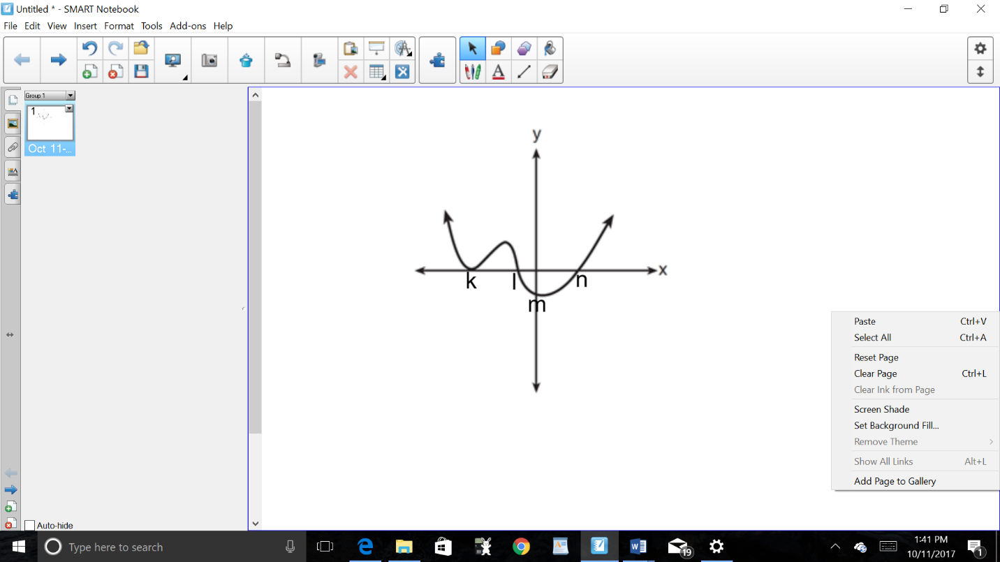 Untitled * - SMART Notebook
File Edit View Insert Format Tools Add-ons Help
Group 1
1
Oct 11-...
y
x
k
l
n
m
Paste Ctrl+V
Select All Ctrl+A
Reset Page
Clear Page Ctrl+L
Clear Ink from Page
Screen Shade
Set Background Fill...
Remove Theme
Show All Links Alt+L
Add Page to Gallery
Auto-hide
Type here to search
19
1:41 PM
10/11/2017
1